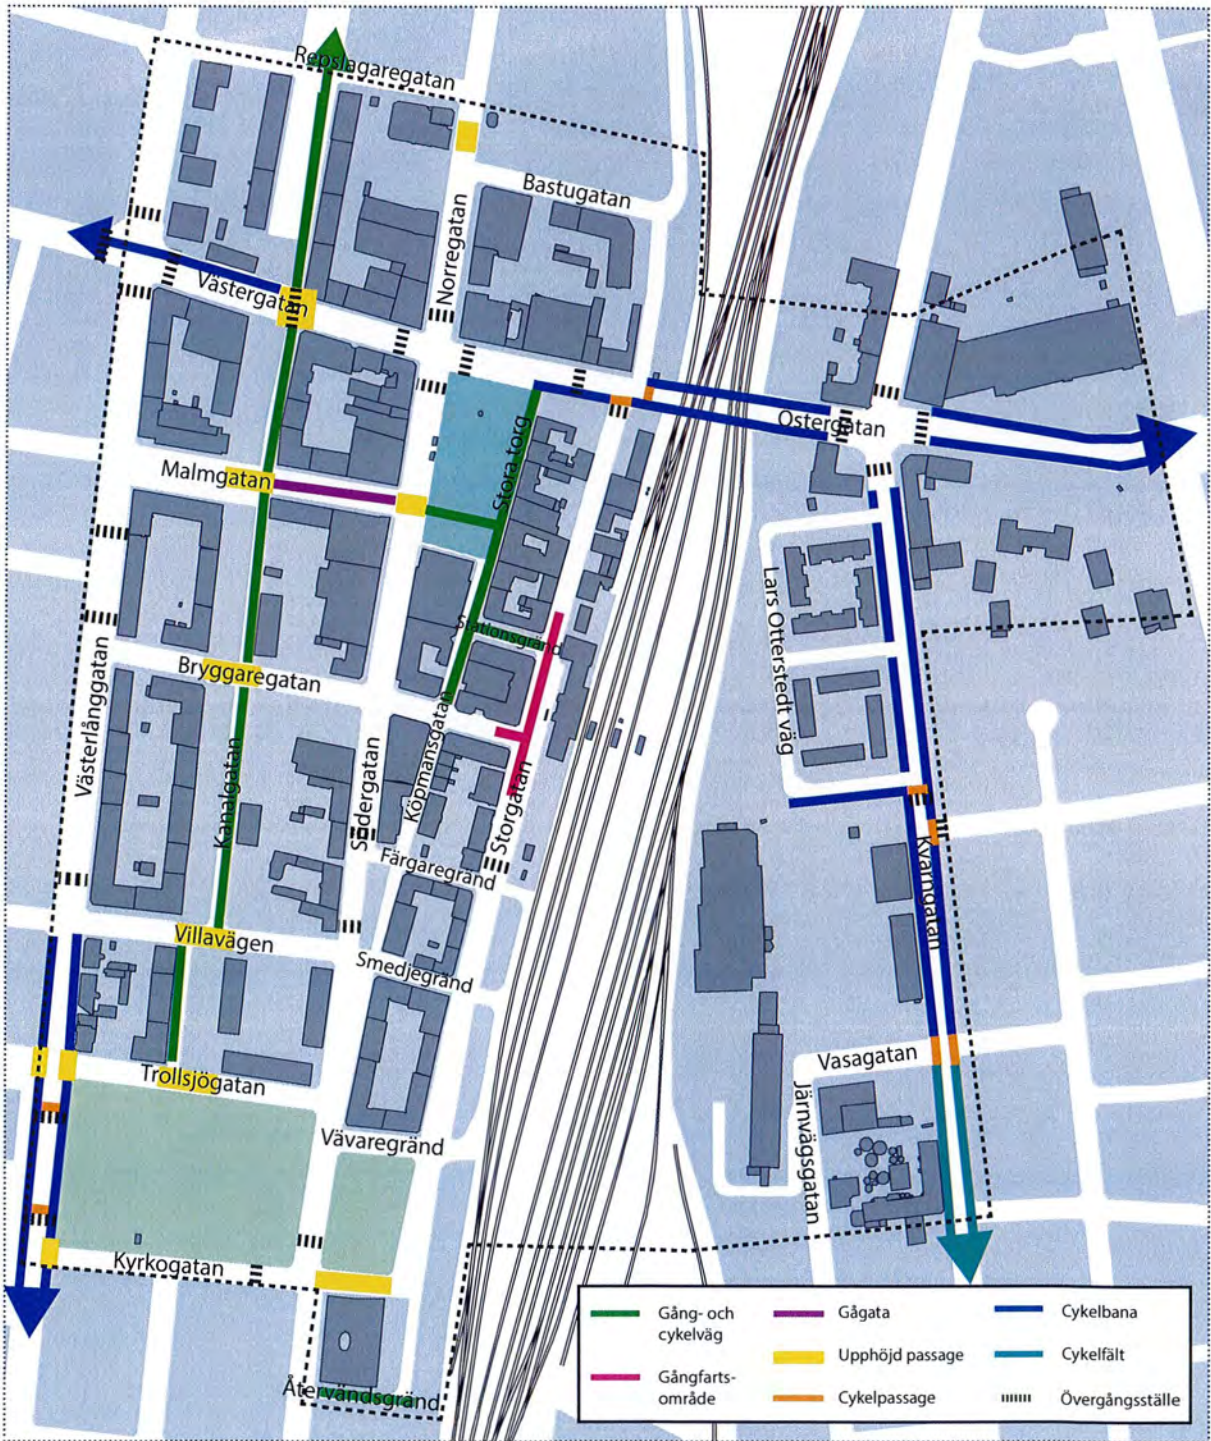 Repslagaregatan
Bastugatan
Norregatan
Västergatan
Östergatan
Stora torg
Malmgatan
Lars Otterstedt väg
Stationsgränd
Bryggaregatan
Västerlånggatan
Kanalgatan
Södergatan
Köpmansgatan
Storgatan
Färgaregränd
Kvarngatan
Villavägen
Smedjegränd
Vasagatan
Trollsjögatan
Järnvägsgatan
Vävaregränd
Kyrkogatan
Återvändsgränd
Gång- och
cykelväg
Gångfarts-
område
Gågata
Upphöjd passage
Cykelpassage
Cykelbana
Cykelfält
Övergångsställe